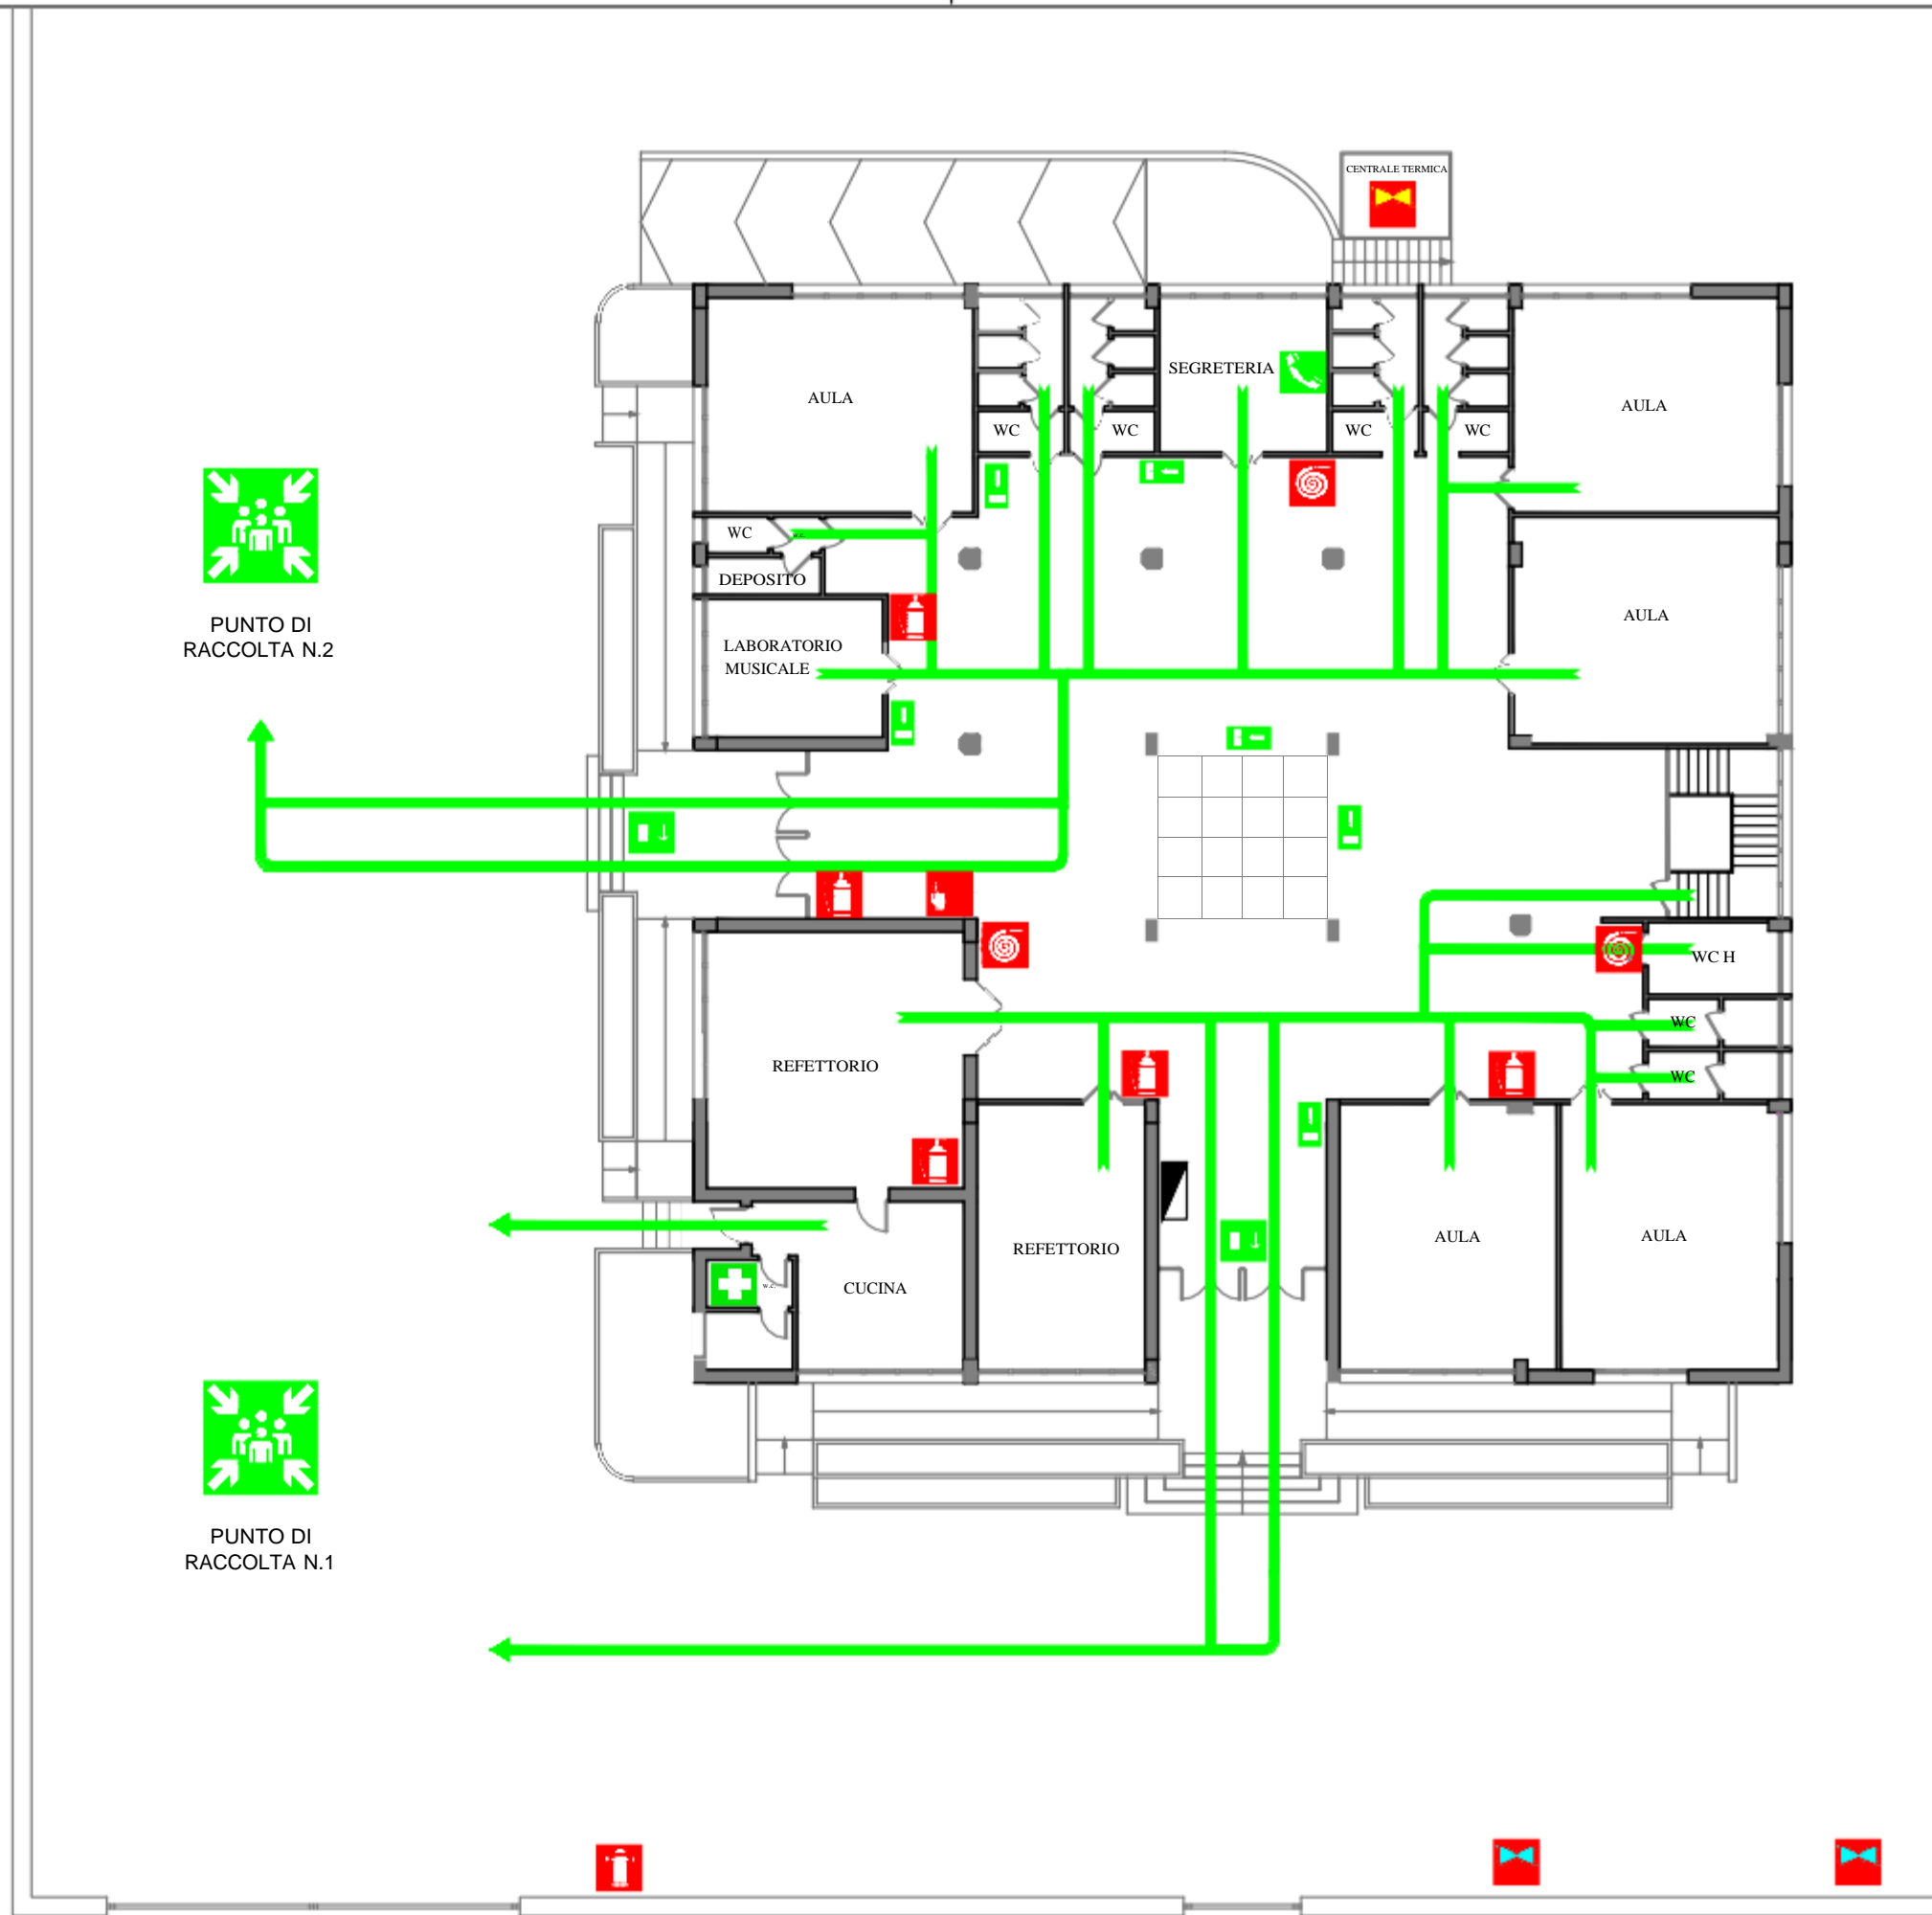 CENTRALE TERMICA
AULA
SEGRETERIA
AULA
WC
WC
WC
WC
WC
w.c.
DEPOSITO
AULA
PUNTO DI
RACCOLTA N.2
LABORATORIO
MUSICALE
WC H
WC
REFETTORIO
WC
REFETTORIO
AULA
AULA
w.c.
CUCINA
PUNTO DI
RACCOLTA N.1